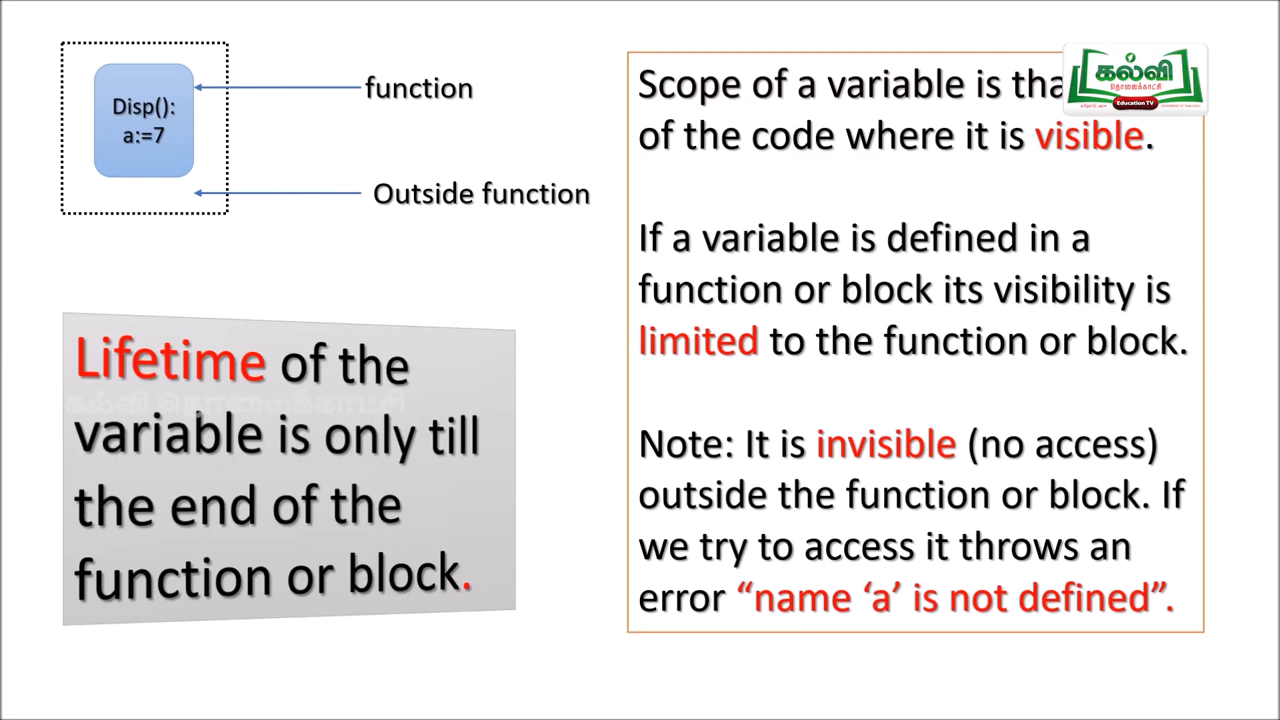 Disp():
a:=7
function
Outside function
Lifetime of the
variable is only till
the end of the
function or block.
கல்வி தொலைக்காட்சி
Scope of a variable is
of the code where it is visible.
If a variable is defined in a
function or block its visibility is
limited to the function or block.
Note: It is invisible (no access)
outside the function or block. If
we try to access it throws an
error “name ‘a’ is not defined”.
கல்வி
தொலைக்காட்சி
Education TV